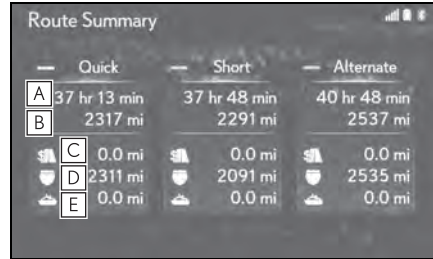 Route Summary
Quick Short Alternate
A 37 hr 13 min 37 hr 48 min 40 hr 48 min
B 2317 mi 2291 mi 2537 mi
C 0.0 mi 0.0 mi 0.0 mi
D 2311 mi 2091 mi 2535 mi
E 0.0 mi 0.0 mi 0.0 mi